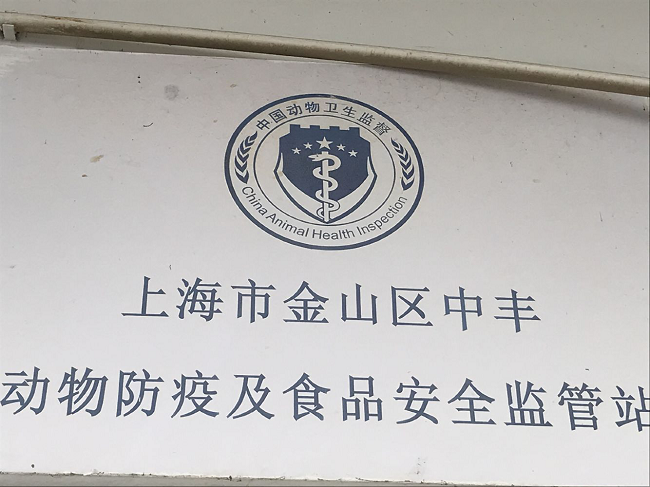 中国动物卫生监督
China Animal Health Inspection
上海市金山区中丰
动物防疫及食品安全监管站